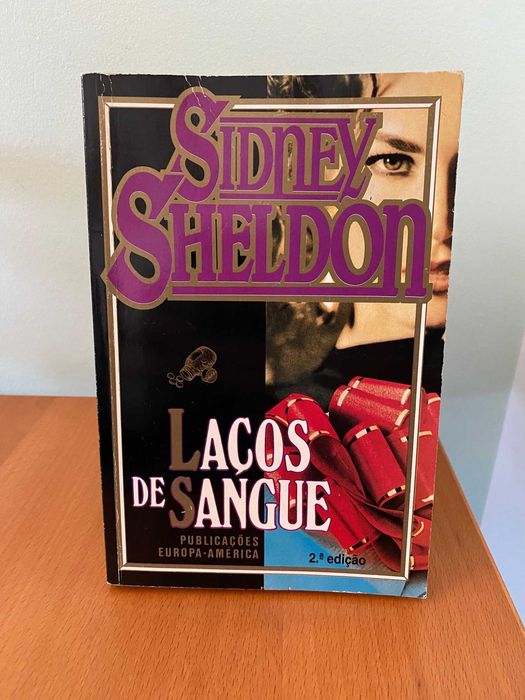 SIDNEY
SHELDON
LAÇOS
DE SANGUE
PUBLICAÇÕES
EUROPA-AMÉRICA
2.ª edição